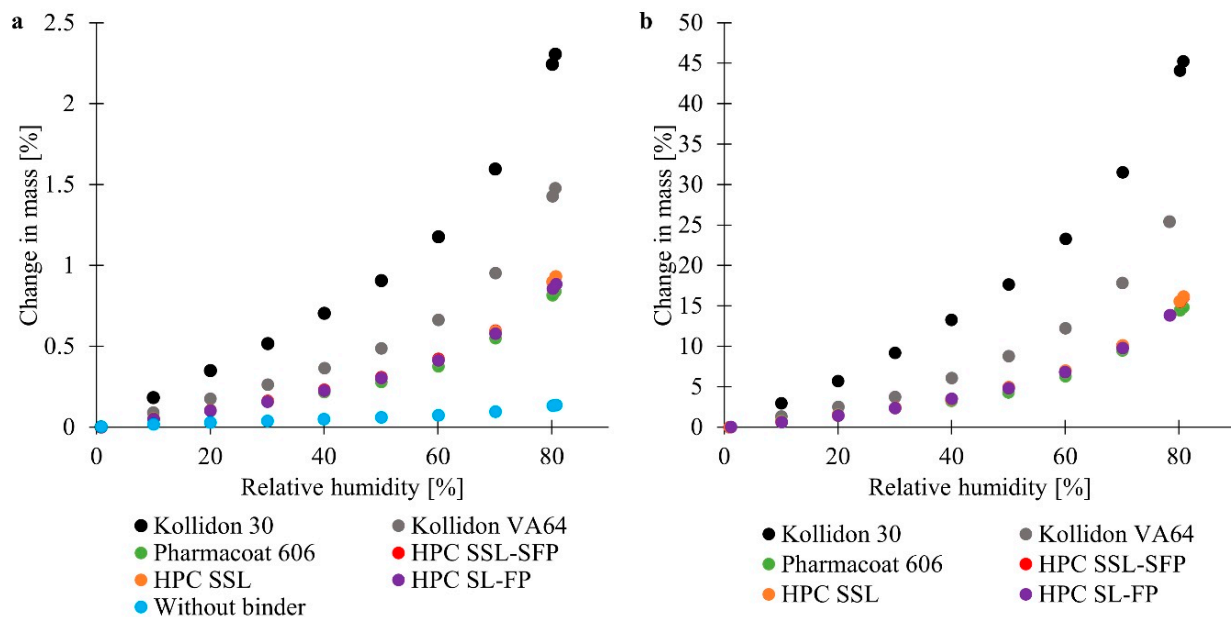 a
2.5
2
1.5
1
0.5
0
Change in mass [%]
0 20 40 60 80
Relative humidity [%]
Kollidon 30 Kollidon VA64
Pharmacoat 606 HPC SSL-SFP
HPC SSL HPC SL-FP
Without binder
b
50
45
40
35
30
25
20
15
10
5
0
Change in mass [%]
0 20 40 60 80
Relative humidity [%]
Kollidon 30 Kollidon VA64
Pharmacoat 606 HPC SSL-SFP
HPC SSL HPC SL-FP